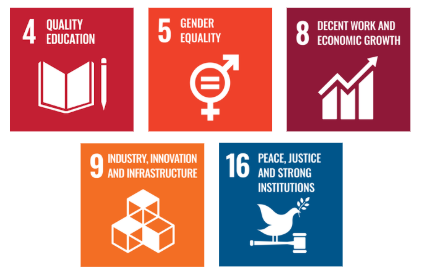 4 QUALITY
EDUCATION
5 GENDER
EQUALITY
8 DECENT WORK AND
ECONOMIC GROWTH
9 INDUSTRY, INNOVATION
AND INFRASTRUCTURE
16 PEACE, JUSTICE
AND STRONG
INSTITUTIONS